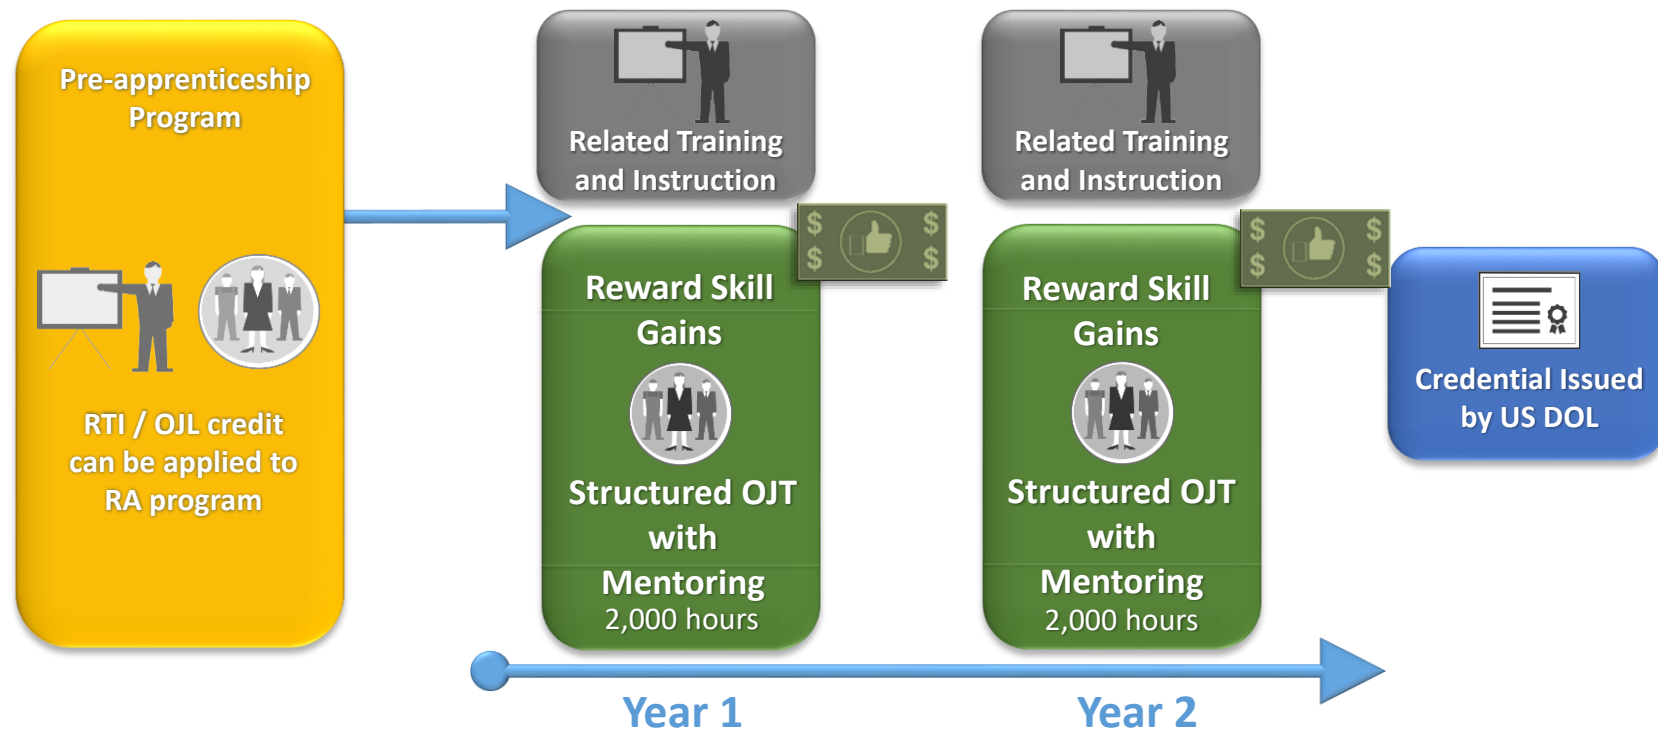 Pre-apprenticeship
Program
RTI / OJL credit
can be applied to
RA program
Related Training
and Instruction
$ $
$ $
Reward Skill
Gains
Structured OJT
with
Mentoring
2,000 hours
Related Training
and Instruction
$ $
$ $
Reward Skill
Gains
Structured OJT
with
Mentoring
2,000 hours
Credential Issued
by US DOL
Year 1
Year 2